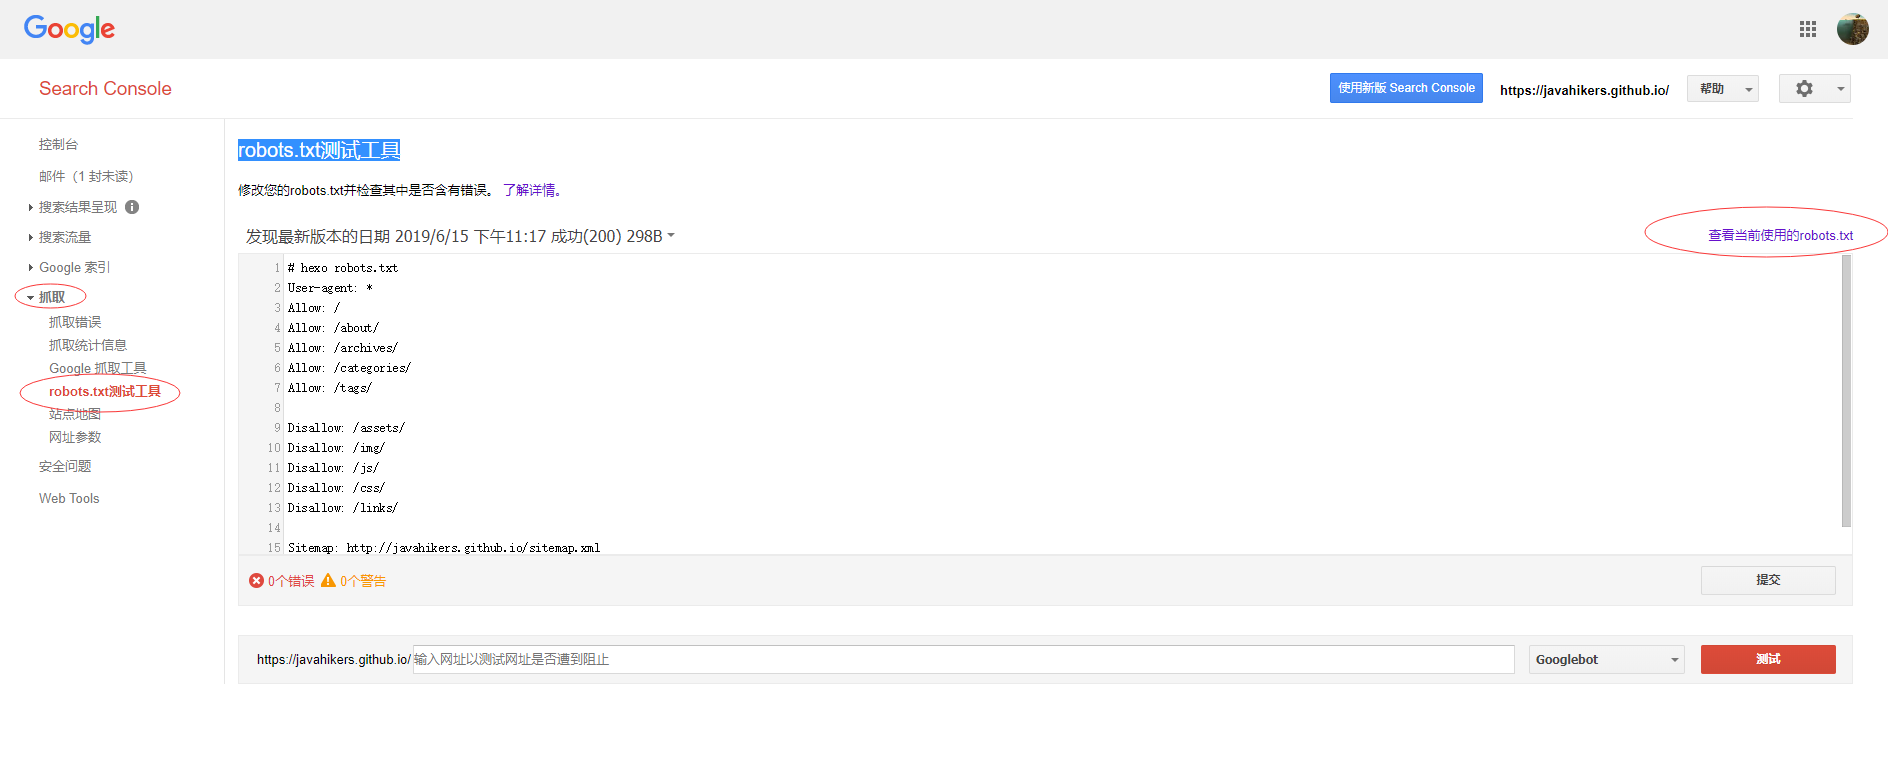 Google
Search Console
使用新版 Search Console
https://javahikers.github.io/
帮助
控制台
邮件（1 封未读）
搜索结果呈现
搜索流量
Google 索引
抓取
抓取错误
抓取统计信息
Google 抓取工具
robots.txt测试工具
站点地图
网址参数
安全问题
Web Tools
robots.txt测试工具
修改您的robots.txt并检查其中是否含有错误。 了解详情。
发现最新版本的日期 2019/6/15 下午11:17 成功(200) 298B
查看当前使用的robots.txt
1 # hexo robots.txt
2 User-agent: *
3 Allow: /
4 Allow: /about/
5 Allow: /archives/
6 Allow: /categories/
7 Allow: /tags/
8
9 Disallow: /assets/
10 Disallow: /img/
11 Disallow: /js/
12 Disallow: /css/
13 Disallow: /links/
14
15 Sitemap: http://javahikers.github.io/sitemap.xml
0个错误 0个警告
提交
https://javahikers.github.io/ 输入网址以测试网址是否遭到阻止
Googlebot
测试